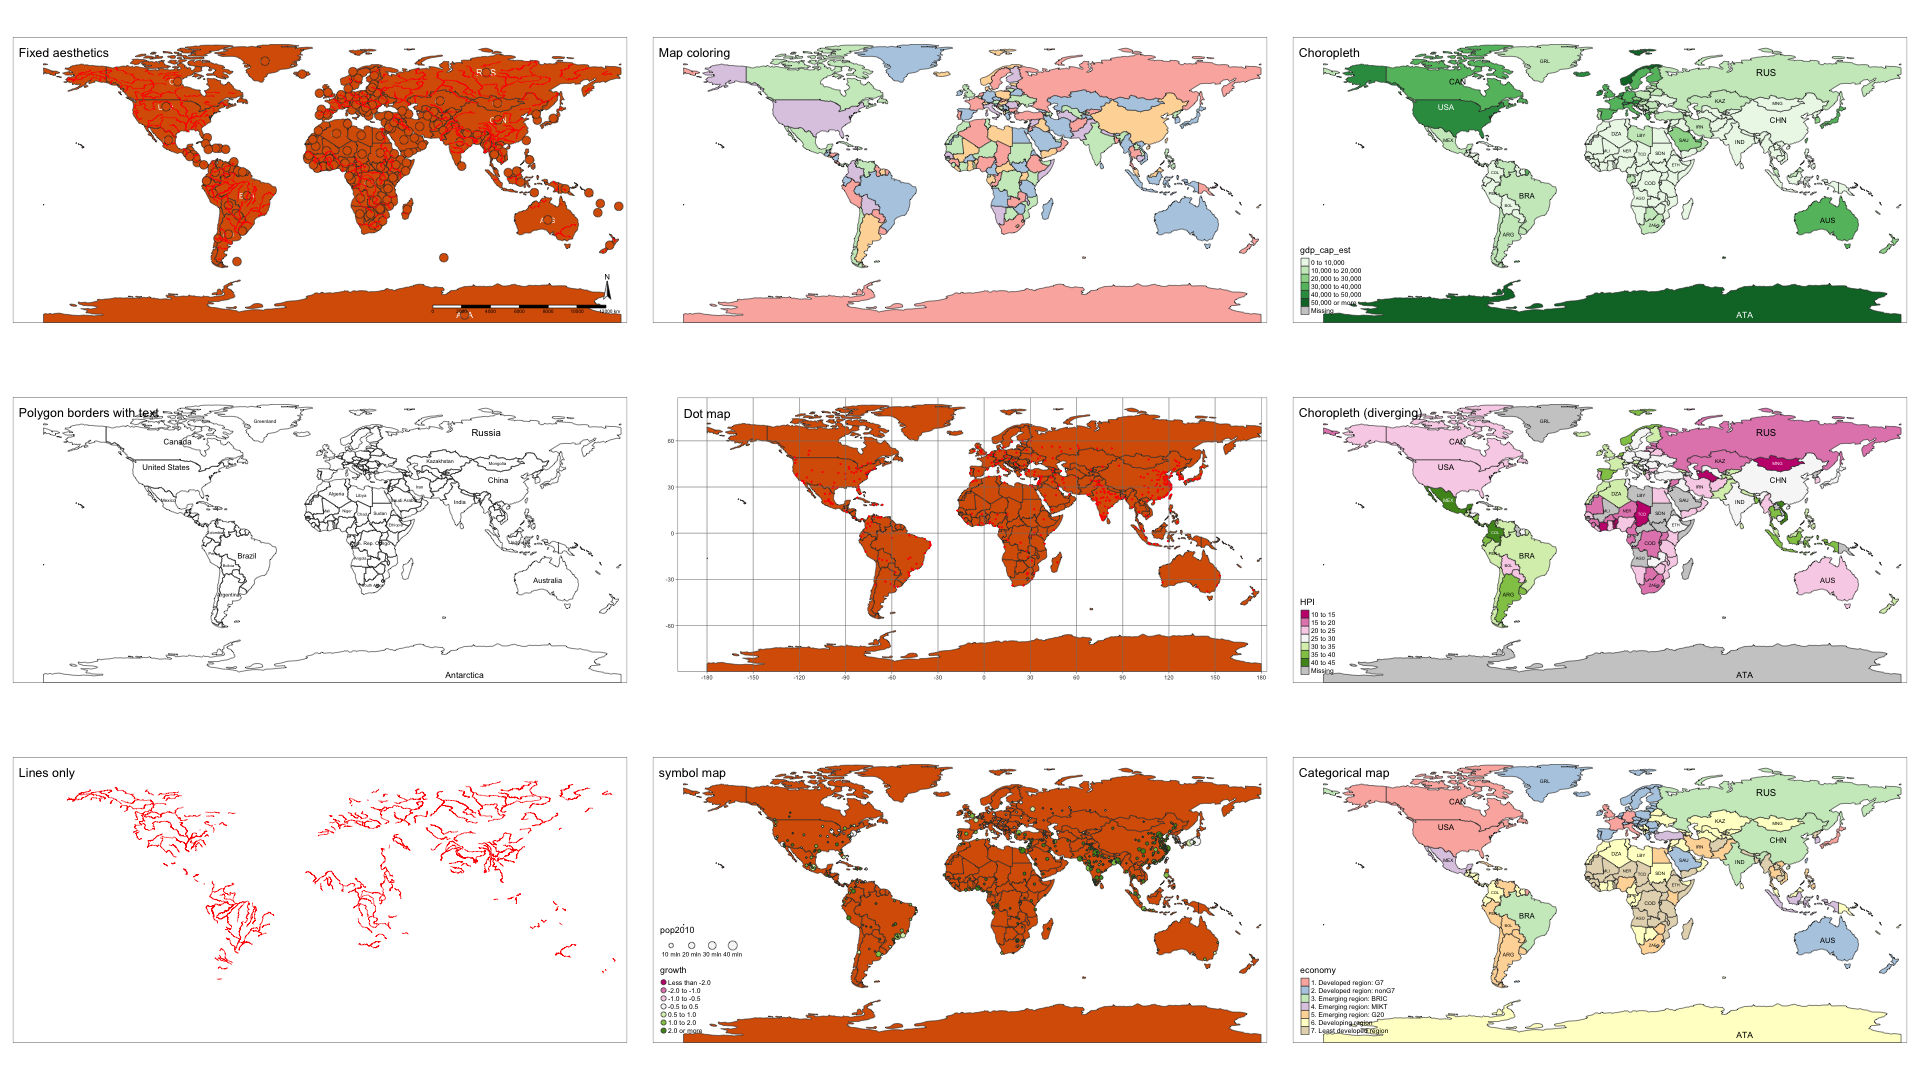 Fixed aesthetics
RUS
AUS
N
0
4000
6000
8000
10000
12000 km
Map coloring
Choropleth
GRL
CAN
RUS
USA
KAZ
MNG
CHN
MEX
DZA
LBY
IRN
SAU
IND
NER
TCD
SDN
ETH
COL
COD
BRA
AGO
BOL
AUS
ARG
ZAF
gdp_cap_est
0 to 10,000
10,000 to 20,000
20,000 to 30,000
30,000 to 40,000
40,000 to 50,000
50,000 or more
Missing
ATA
Polygon borders with text
Greenland
Canada
Russia
United States
Kazakhstan
Mongolia
China
Mexico
Algeria
Libya
Iran
Saudi Arabia
India
Niger
Chad
Sudan
Ethiopia
Brazil
Angola
Bolivia
Australia
Argentina
South Africa
Antarctica
Dot map
60
30
0
-30
-60
-180
-150
-120
-90
-60
-30
0
30
60
90
120
150
180
Choropleth (diverging)
GRL
CAN
RUS
USA
KAZ
MNG
CHN
MEX
DZA
LBY
IRN
SAU
IND
NER
TCD
SDN
ETH
COD
BRA
AGO
BOL
AUS
ARG
ZAF
HPI
10 to 15
15 to 20
20 to 25
25 to 30
30 to 35
35 to 40
40 to 45
Missing
ATA
Lines only
symbol map
pop2010
10 mln 20 mln 30 mln 40 mln
growth
Less than -2.0
-2.0 to -1.0
-1.0 to -0.5
-0.5 to 0.5
0.5 to 1.0
1.0 to 2.0
2.0 or more
Categorical map
GRL
CAN
RUS
USA
KAZ
MNG
CHN
MEX
DZA
LBY
IRN
SAU
IND
NER
TCD
SDN
ETH
COL
COD
BRA
AGO
BOL
AUS
ARG
ZAF
economy
1. Developed region: G7
2. Developed region: nonG7
3. Emerging region: BRIC
4. Emerging region: MIKT
5. Emerging region: G20
6. Developing region
7. Least developed region
ATA